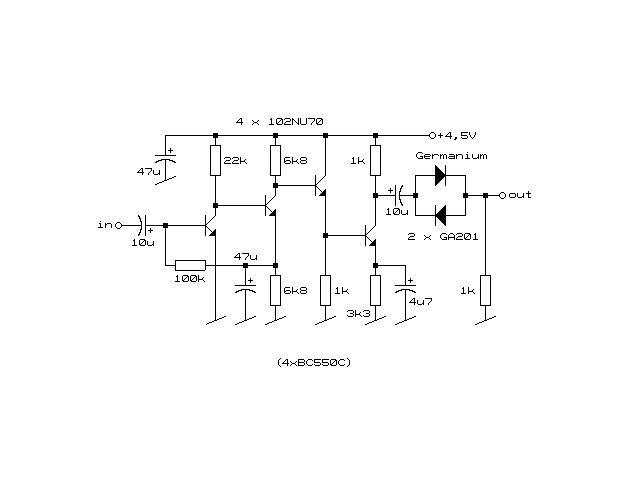 4 x 102NU70
+4,5V
Germanium
47u
22k
6k8
1k
10u
out
in
10u
2 x GA201
47u
100k
6k8
1k
3k3
4u7
1k
(4xBC550C)